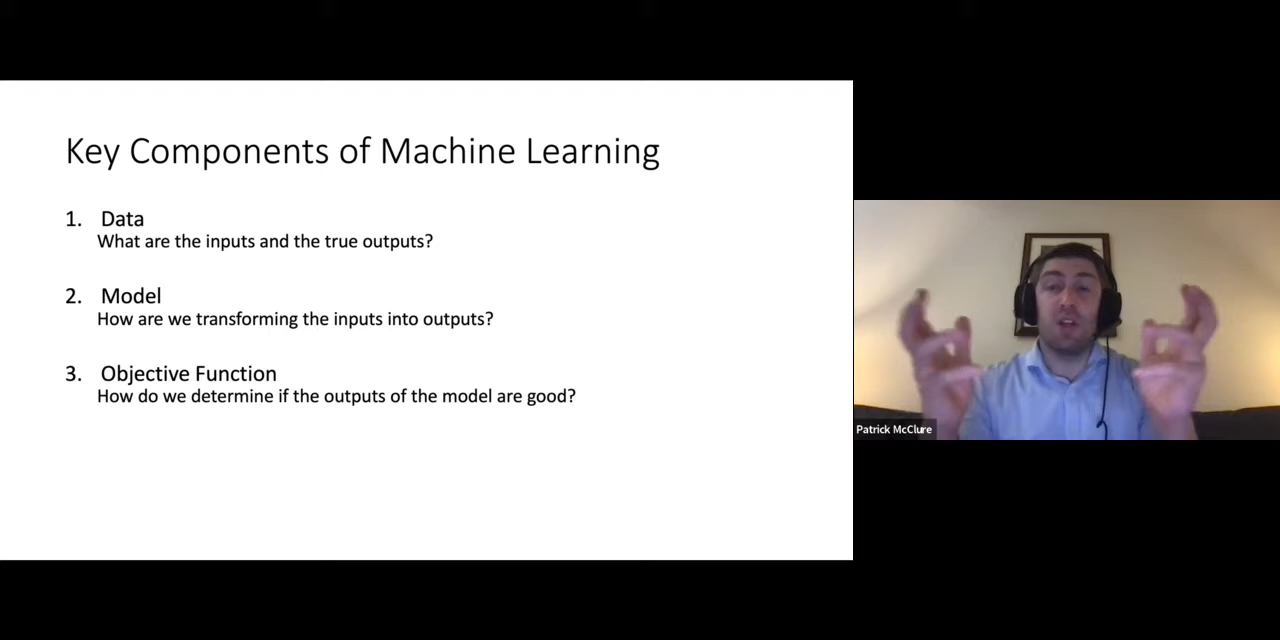 Key Components of Machine Learning
1. Data
What are the inputs and the true outputs?
2. Model
How are we transforming the inputs into outputs?
3. Objective Function
How do we determine if the outputs of the model are good?
Patrick McClure